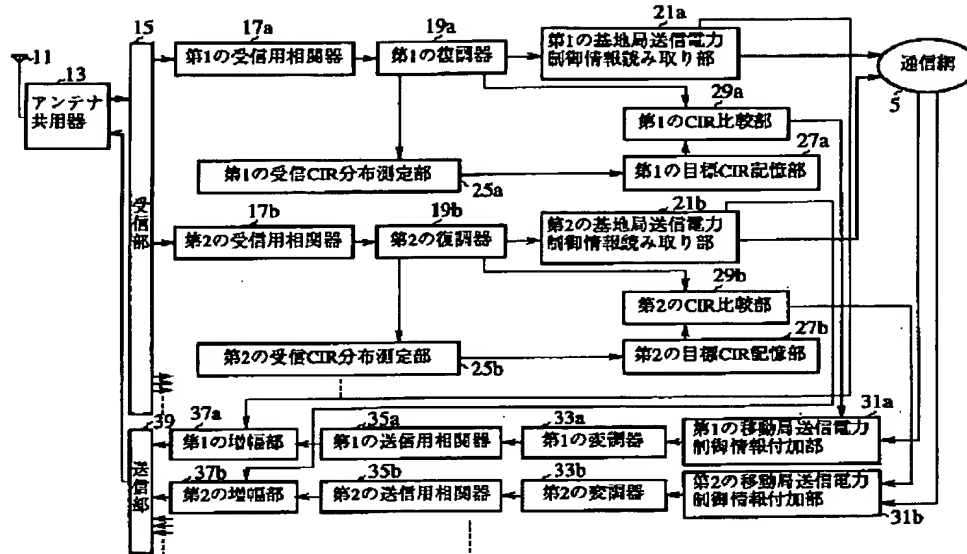 11
13
アンテナ
共用器
15
受信部
17a
第1の受信用相関器
19a
第1の復調器
21a
第1の基地局送信電力
制御情報読み取り部
通信網
5
29a
第1のCIR比較部
27a
第1の目標CIR記憶部
第1の受信CIR分布測定部
25a
17b
第2の受信用相関器
19b
第2の復調器
21b
第2の基地局送信電力
制御情報読み取り部
29b
第2のCIR比較部
27b
第2の目標CIR記憶部
第2の受信CIR分布測定部
25b
39
送信部
37a
第1の増幅部
35a
第1の送信用相関器
33a
第1の変調器
31a
第1の移動局送信電力
制御情報付加部
37b
第2の増幅部
35b
第2の送信用相関器
33b
第2の変調器
第2の移動局送信電力
制御情報付加部
31b